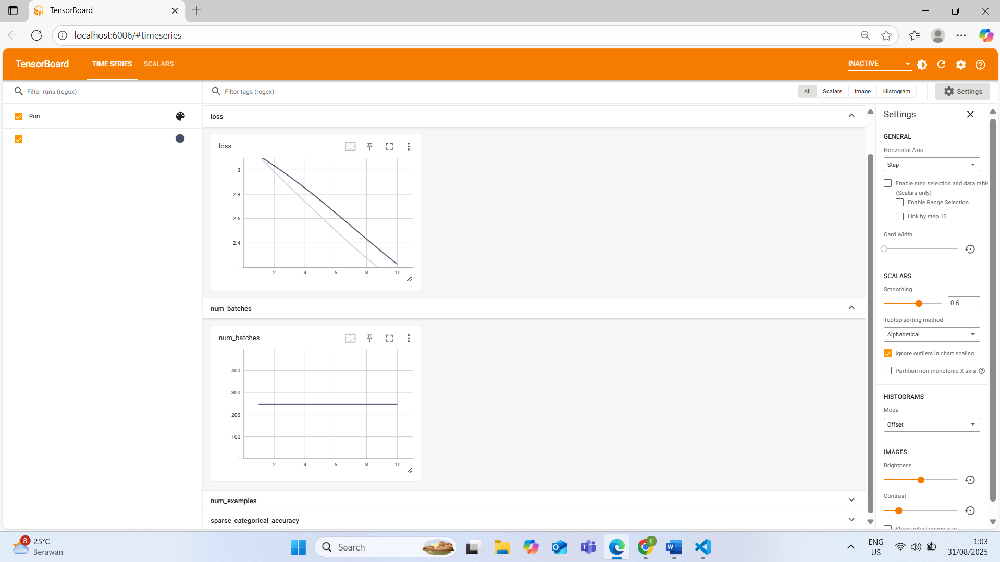 TensorBoard
localhost:6006/#timeseries
TensorBoard
TIME SERIES
SCALARS
INACTIVE
Filter runs (regex)
Filter tags (regex)
All
Scalars
Image
Histogram
Settings
Run
.
loss
loss
3
2.8
2.6
2.4
2
4
6
8
10
num_batches
num_batches
400
300
200
100
2
4
6
8
10
num_examples
sparse_categorical_accuracy
Settings
GENERAL
Horizontal Axis
Step
Enable step selection and data table
(Scalars only)
Enable Range Selection
Link by step 10
Card Width
SCALARS
Smoothing
0,6
Tooltip sorting method
Alphabetical
Ignore outliers in chart scaling
Partition non-monotonic X axis
HISTOGRAMS
Mode
Offset
IMAGES
Brightness
Contrast
Show actual image size
8
25°C
Berawan
Search
E
ENG
US
1:03
31/08/2025